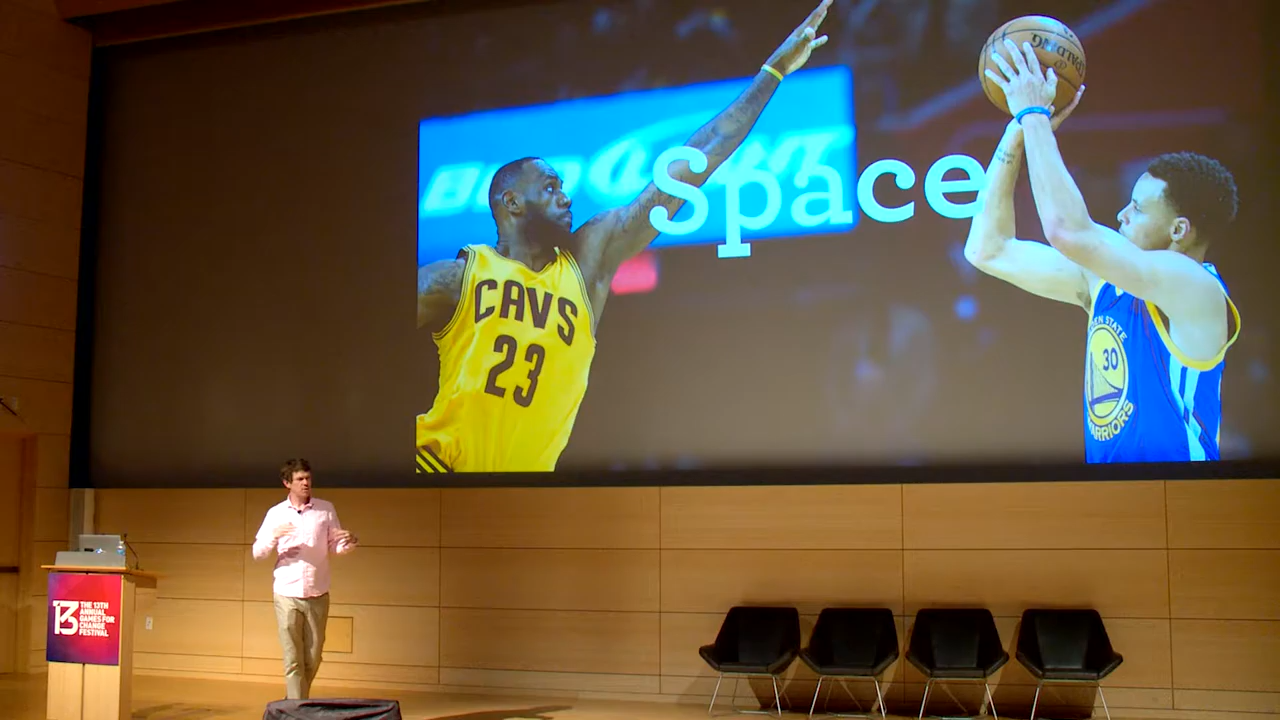 Space
SPALDING
CAVS
23
GOLDEN STATE
30
WARRIORS
13
THE 13TH
ANNUAL
GAMES FOR
CHANGE
FESTIVAL